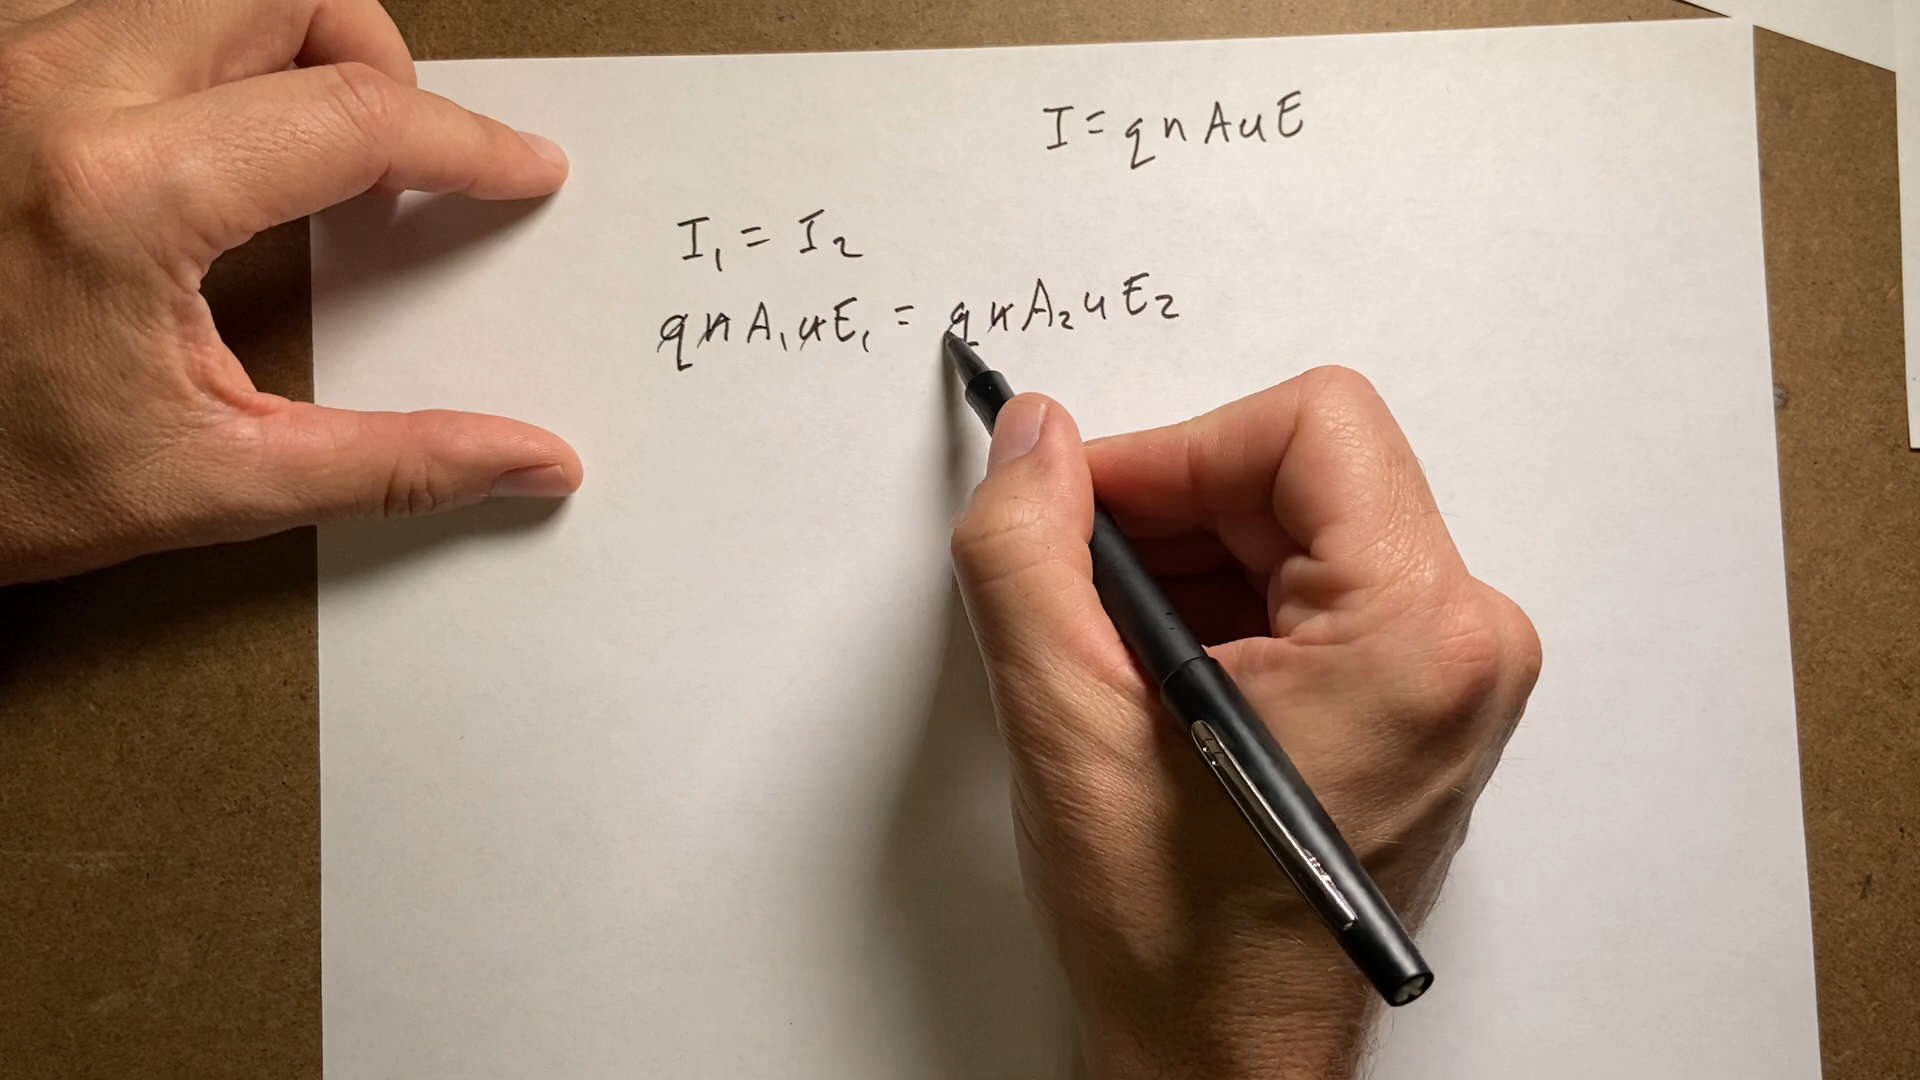 I = q n A u E
I₁ = I₂
q n A₁ u E₁ = q n A₂ u E₂